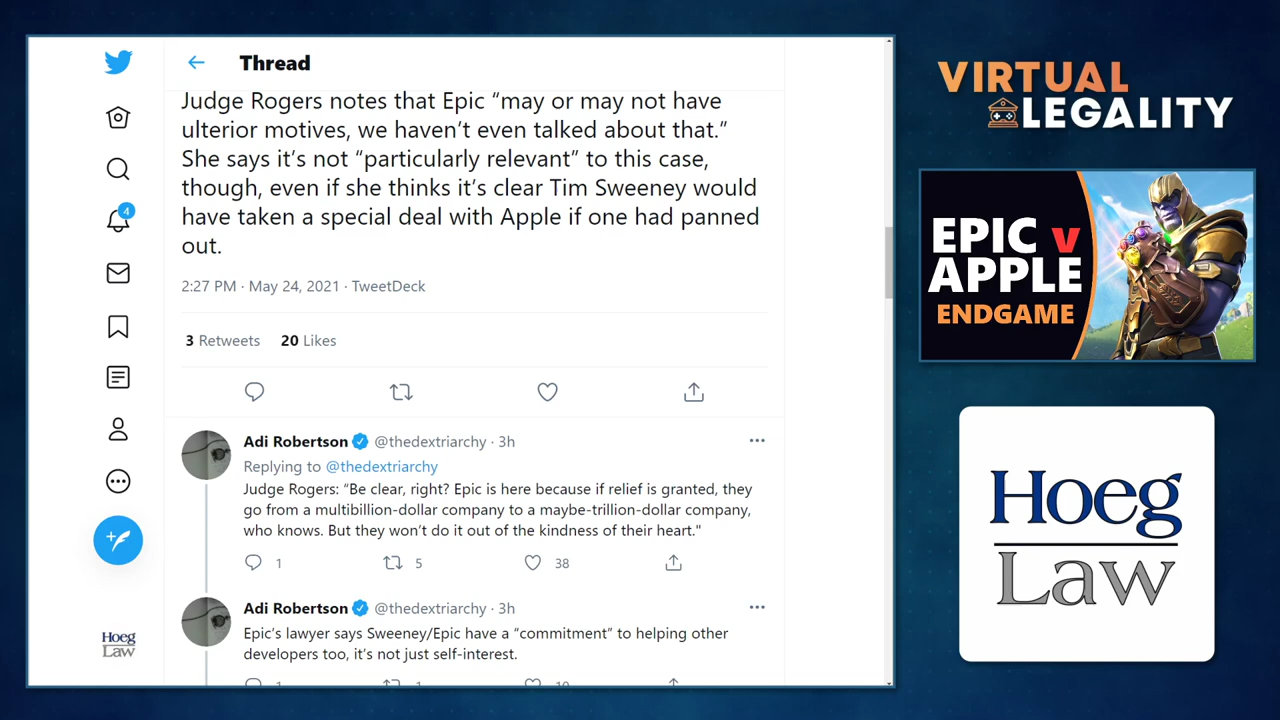 Thread
Judge Rogers notes that Epic “may or may not have
ulterior motives, we haven’t even talked about that.”
She says it’s not “particularly relevant” to this case,
though, even if she thinks it’s clear Tim Sweeney would
have taken a special deal with Apple if one had panned
out.
2:27 PM · May 24, 2021 · TweetDeck
3 Retweets 20 Likes
Adi Robertson @thedextriarchy · 3h
Replying to @thedextriarchy
Judge Rogers: “Be clear, right? Epic is here because if relief is granted, they
go from a multibillion-dollar company to a maybe-trillion-dollar company,
who knows. But they won’t do it out of the kindness of their heart."
1 5 38
Adi Robertson @thedextriarchy · 3h
Epic’s lawyer says Sweeney/Epic have a “commitment” to helping other
developers too, it’s not just self-interest.
4
Hoeg
Law
VIRTUAL
LEGALITY
EPIC v
APPLE
ENDGAME
Hoeg
Law